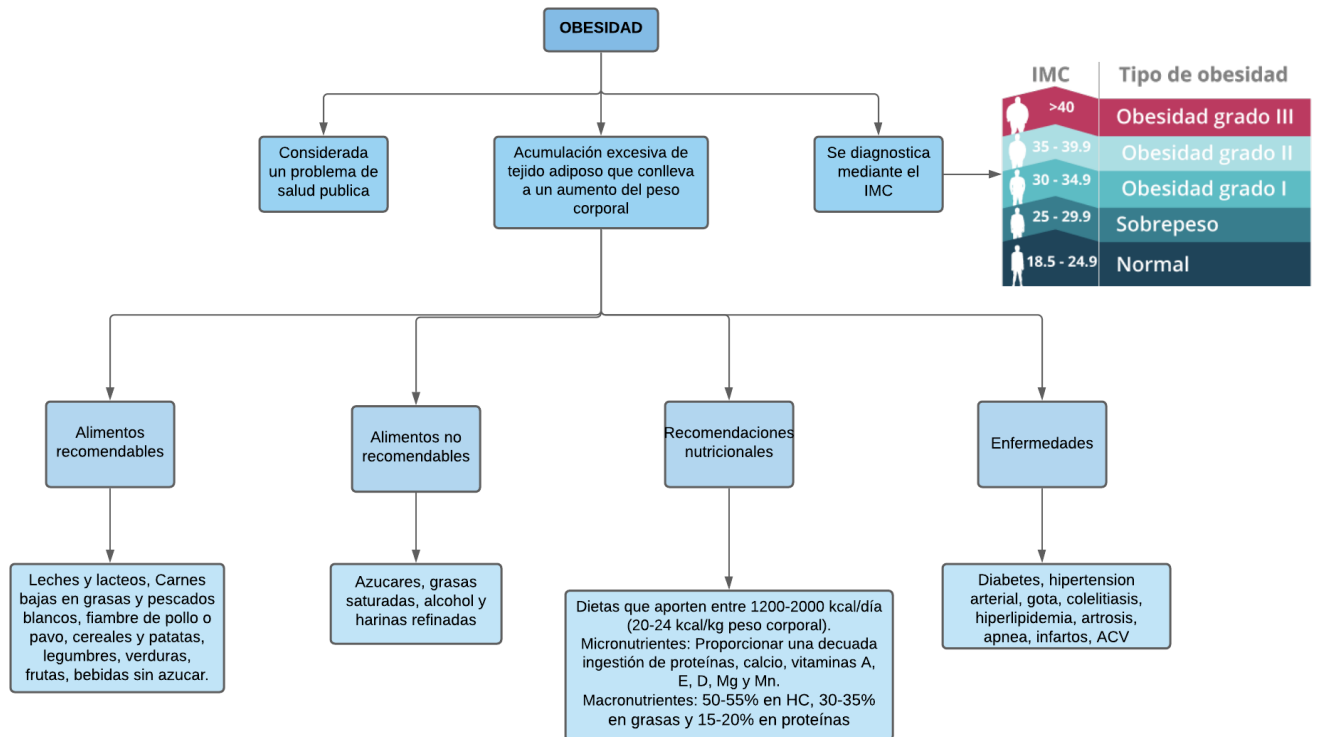 OBESIDAD
Considerada
un problema de
salud publica
Acumulación excesiva de
tejido adiposo que conlleva
a un aumento del peso
corporal
Se diagnostica
mediante el
IMC
IMC Tipo de obesidad
>40 Obesidad grado III
35 - 39.9 Obesidad grado II
30 - 34.9 Obesidad grado I
25 - 29.9 Sobrepeso
18.5 - 24.9 Normal
Alimentos
recomendables
Alimentos no
recomendables
Recomendaciones
nutricionales
Enfermedades
Leches y lacteos, Carnes
bajas en grasas y pescados
blancos, fiambre de pollo o
pavo, cereales y patatas,
legumbres, verduras,
frutas, bebidas sin azucar.
Azucares, grasas
saturadas, alcohol y
harinas refinadas
Dietas que aporten entre 1200-2000 kcal/día
(20-24 kcal/kg peso corporal).
Micronutrientes: Proporcionar una decuada
ingestión de proteínas, calcio, vitaminas A,
E, D, Mg y Mn.
Macronutrientes: 50-55% en HC, 30-35%
en grasas y 15-20% en proteínas
Diabetes, hipertension
arterial, gota, colelitiasis,
hiperlipidemia, artrosis,
apnea, infartos, ACV